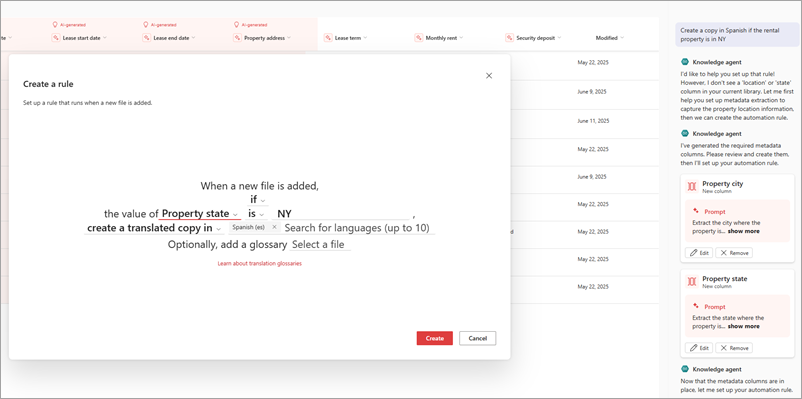 AI-generated
AI-generated
AI-generated
Lease start date
Lease end date
Property address
Lease term
Monthly rent
Security deposit
Modified
May 22, 2025
June 9, 2025
June 11, 2025
May 22, 2025
June 9, 2025
May 22, 2025
May 22, 2025
May 22, 2025
May 22, 2025
Create a rule
Set up a rule that runs when a new file is added.
When a new file is added,
if
the value of Property state is NY ,
create a translated copy in Spanish (es) Search for languages (up to 10)
Optionally, add a glossary Select a file
Learn about translation glossaries
Create
Cancel
Create a copy in Spanish if the rental
property is in NY
Knowledge agent
I'd like to help you set up that rule!
However, I don't see a 'location' or 'state'
column in your current library. Let me first
help you set up metadata extraction to
capture the property location information,
then we can create the automation rule.
Knowledge agent
I've generated the required metadata
columns. Please review and create them,
then I'll set up your automation rule.
Property city
New column
Prompt
Extract the city where the
property is... show more
Edit
Remove
Property state
New column
Prompt
Extract the state where the
property is... show more
Edit
Remove
Knowledge agent
Now that the metadata columns are in
place, let me set up your automation rule.